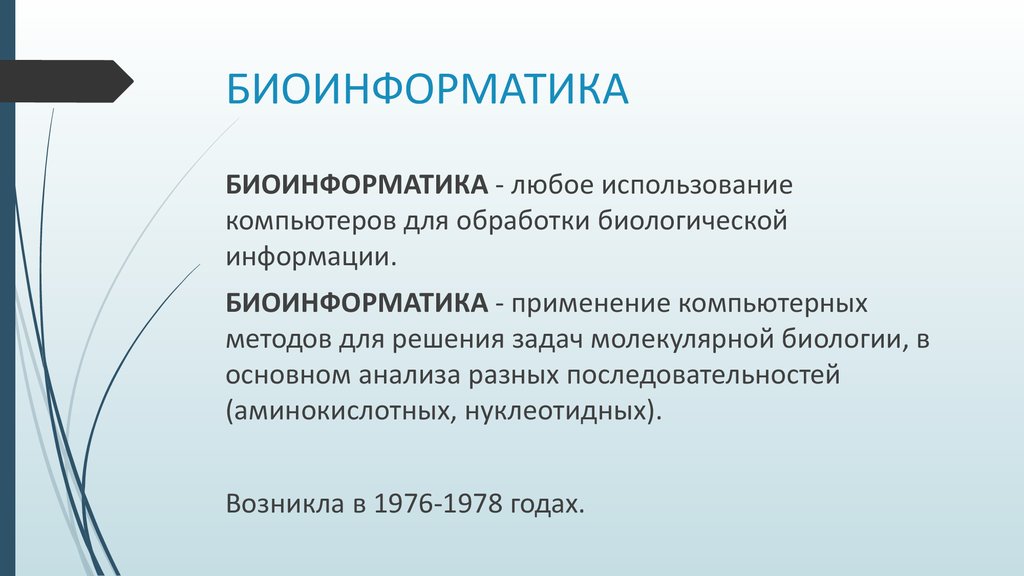 БИОИНФОРМАТИКА
БИОИНФОРМАТИКА - любое использование
компьютеров для обработки биологической
информации.
БИОИНФОРМАТИКА - применение компьютерных
методов для решения задач молекулярной биологии, в
основном анализа разных последовательностей
(аминокислотных, нуклеотидных).
Возникла в 1976-1978 годах.